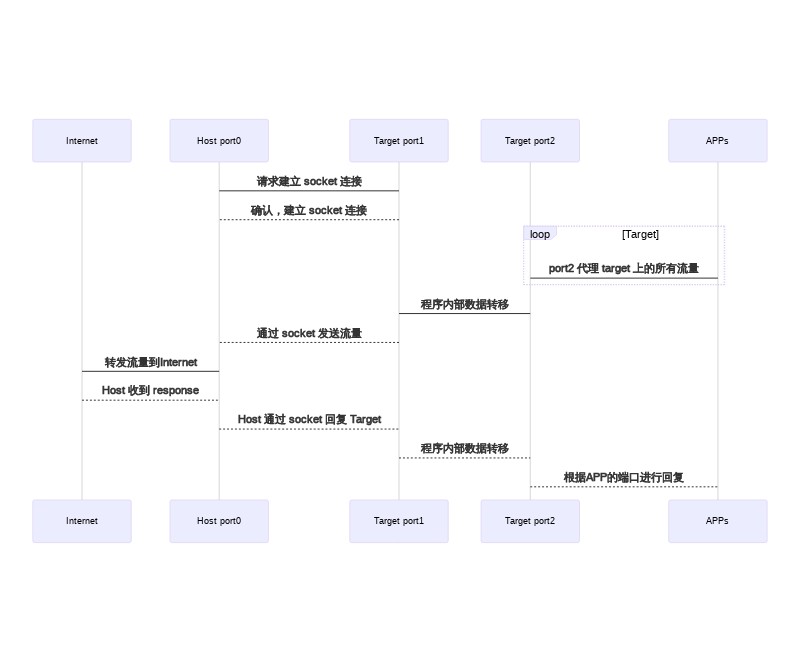 Internet
Host port0
Target port1
Target port2
APPs
请求建立 socket 连接
确认，建立 socket 连接
loop
[Target]
port2 代理 target 上的所有流量
程序内部数据转移
通过 socket 发送流量
转发流量到Internet
Host 收到 response
Host 通过 socket 回复 Target
程序内部数据转移
根据APP的端口进行回复
Internet
Host port0
Target port1
Target port2
APPs